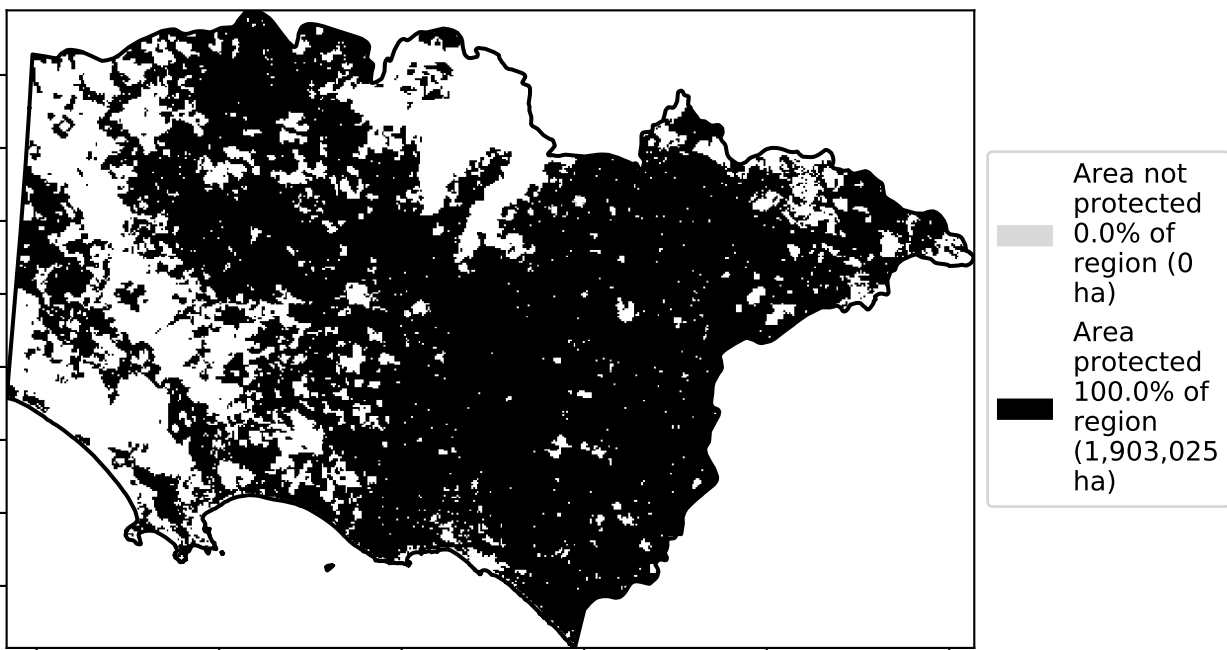 Area not
protected
0.0% of
region (0
ha)
Area
protected
100.0% of
region
(1,903,025
ha)